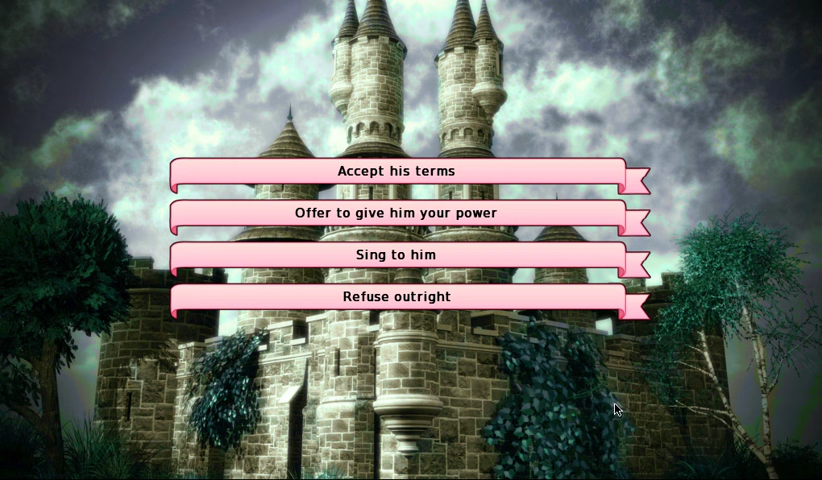 Accept his terms
Offer to give him your power
Sing to him
Refuse outright